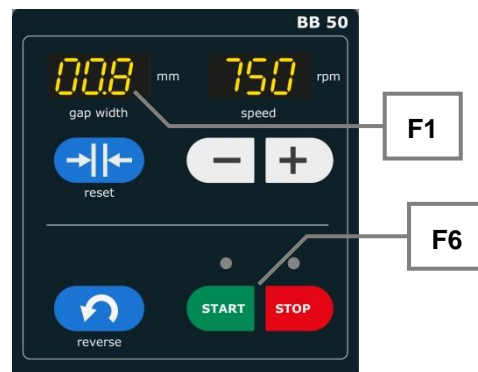 BB 50
00.8 mm 750 rpm
gap width speed
F1
− +
reset
F6
START STOP
reverse